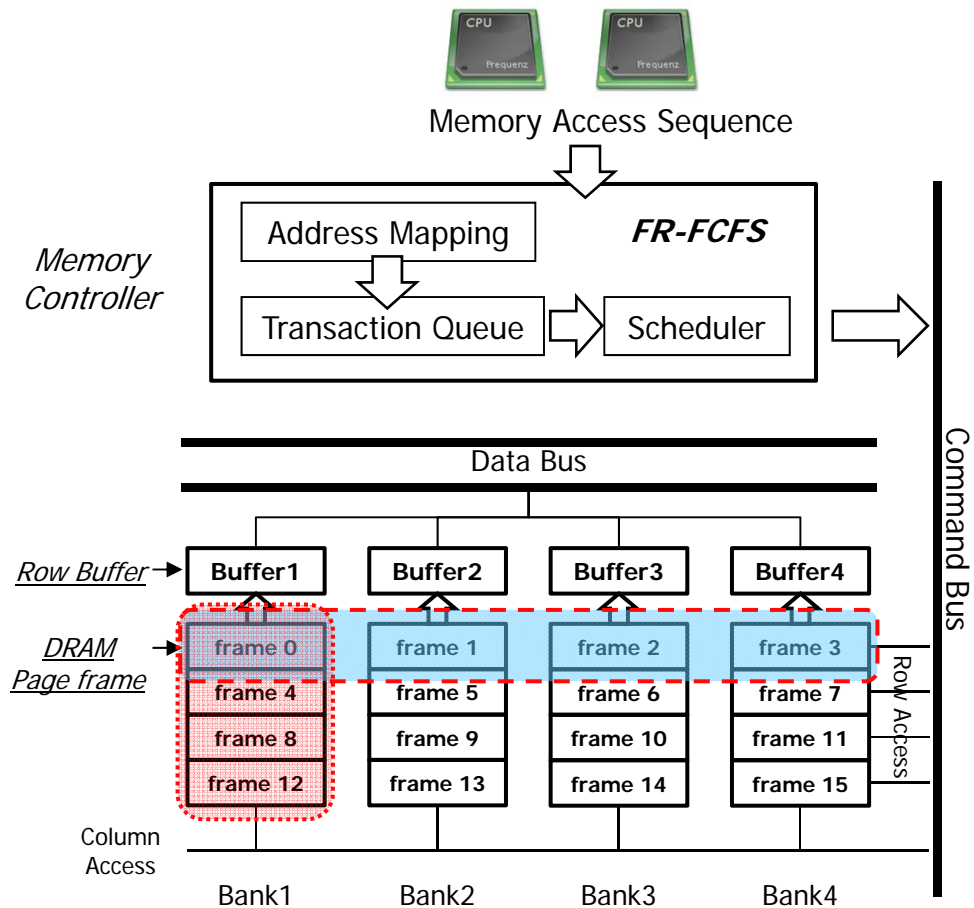 CPU
Frequenz
CPU
Frequenz
Memory Access Sequence
Memory
Controller
Address Mapping
FR-FCFS
Transaction Queue
Scheduler
Command Bus
Data Bus
Row Buffer
Buffer1
Buffer2
Buffer3
Buffer4
DRAM
Page frame
frame 0
frame 1
frame 2
frame 3
frame 4
frame 5
frame 6
frame 7
frame 8
frame 9
frame 10
frame 11
frame 12
frame 13
frame 14
frame 15
Row Access
Column
Access
Bank1
Bank2
Bank3
Bank4